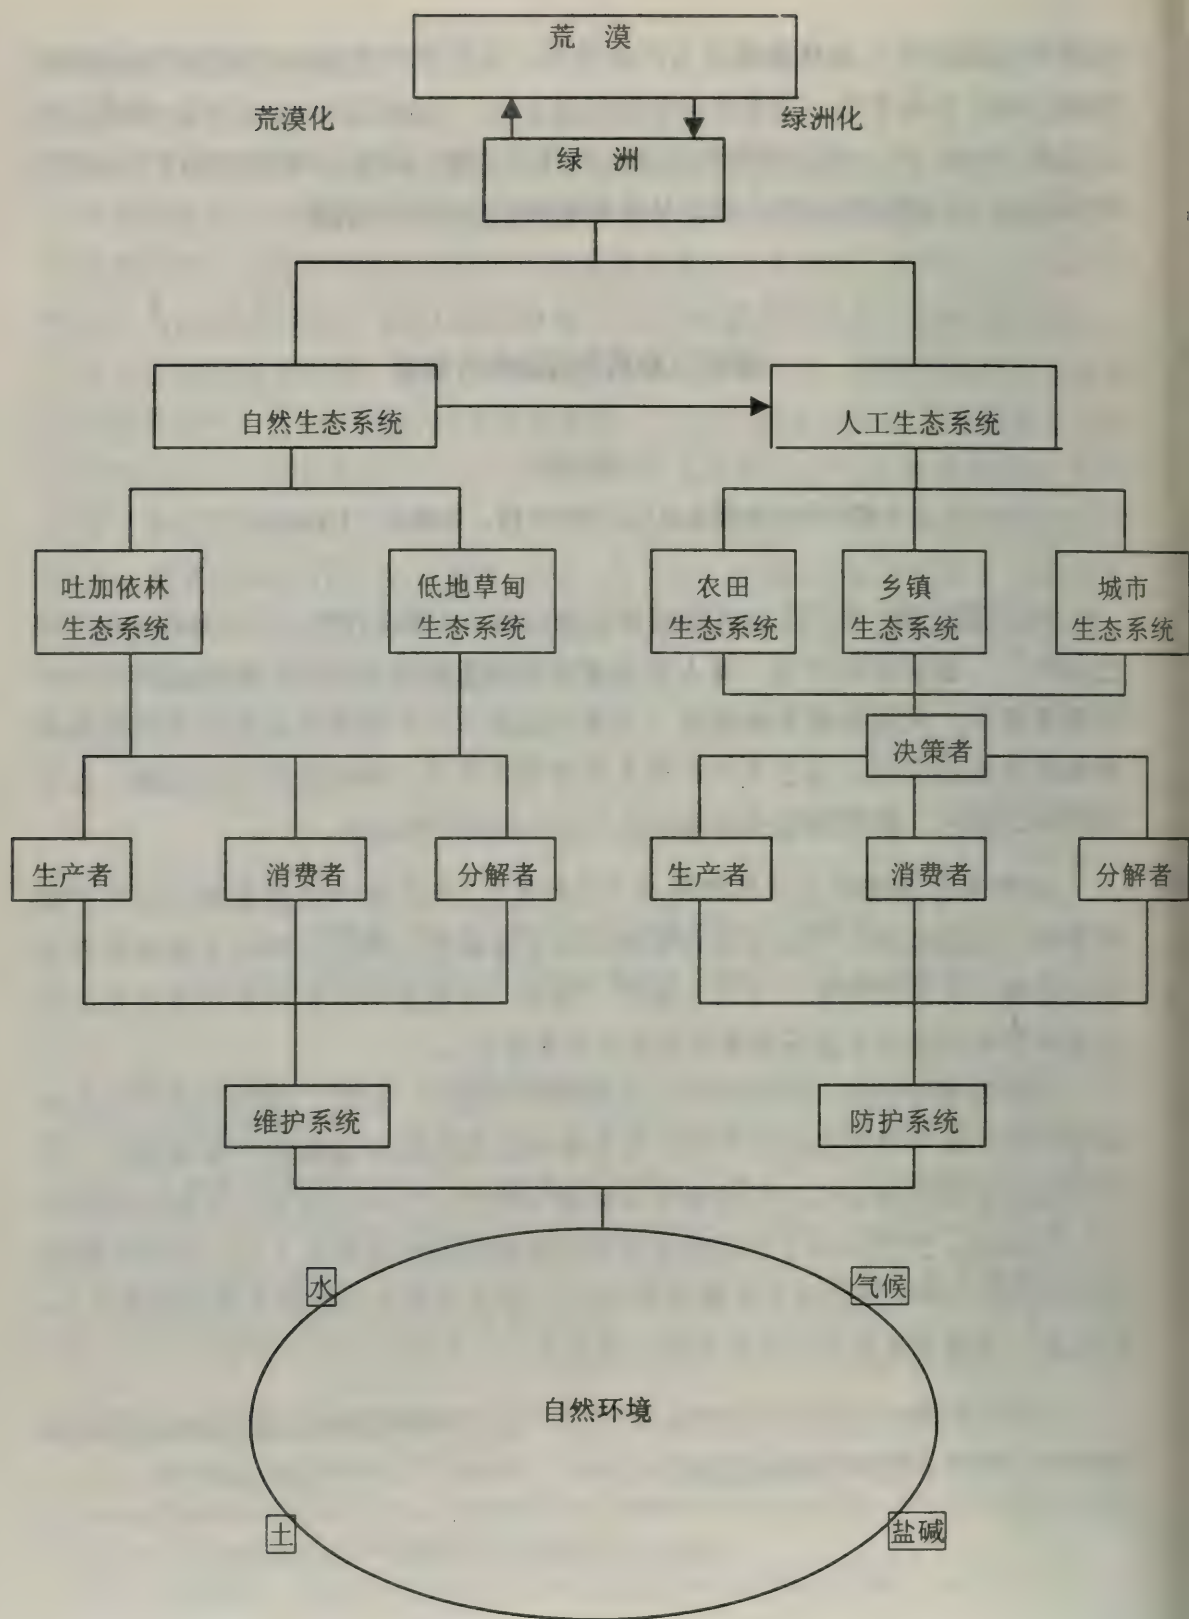 荒 漠
荒漠化
绿洲化
绿 洲
自然生态系统
人工生态系统
吐加依林
生态系统
低地草甸
生态系统
农田
生态系统
乡镇
生态系统
城市
生态系统
决策者
生产者
消费者
分解者
生产者
消费者
分解者
维护系统
防护系统
水
气候
自然环境
土
盐碱